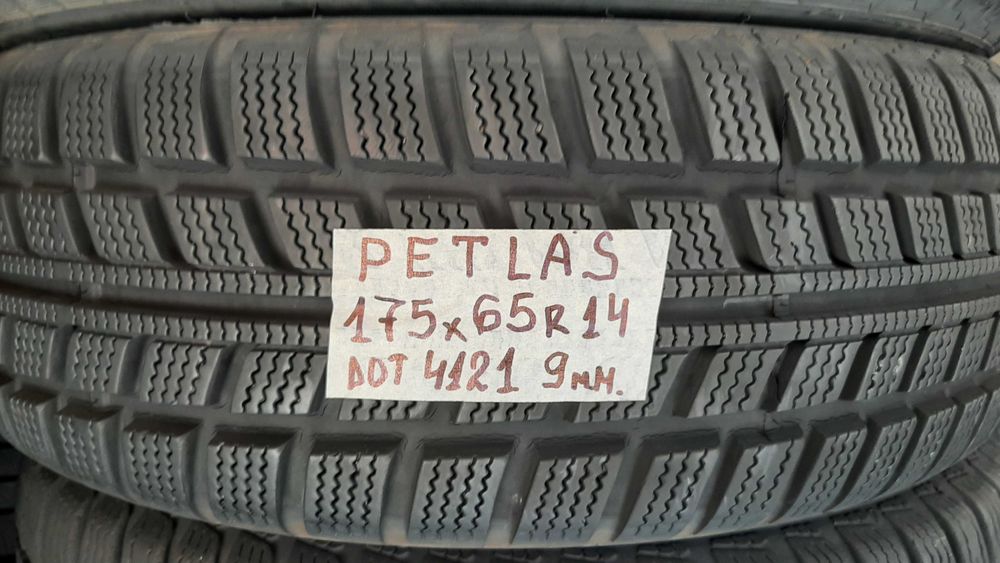 PETLAS
175x65R14
DOT 4121 9мм.